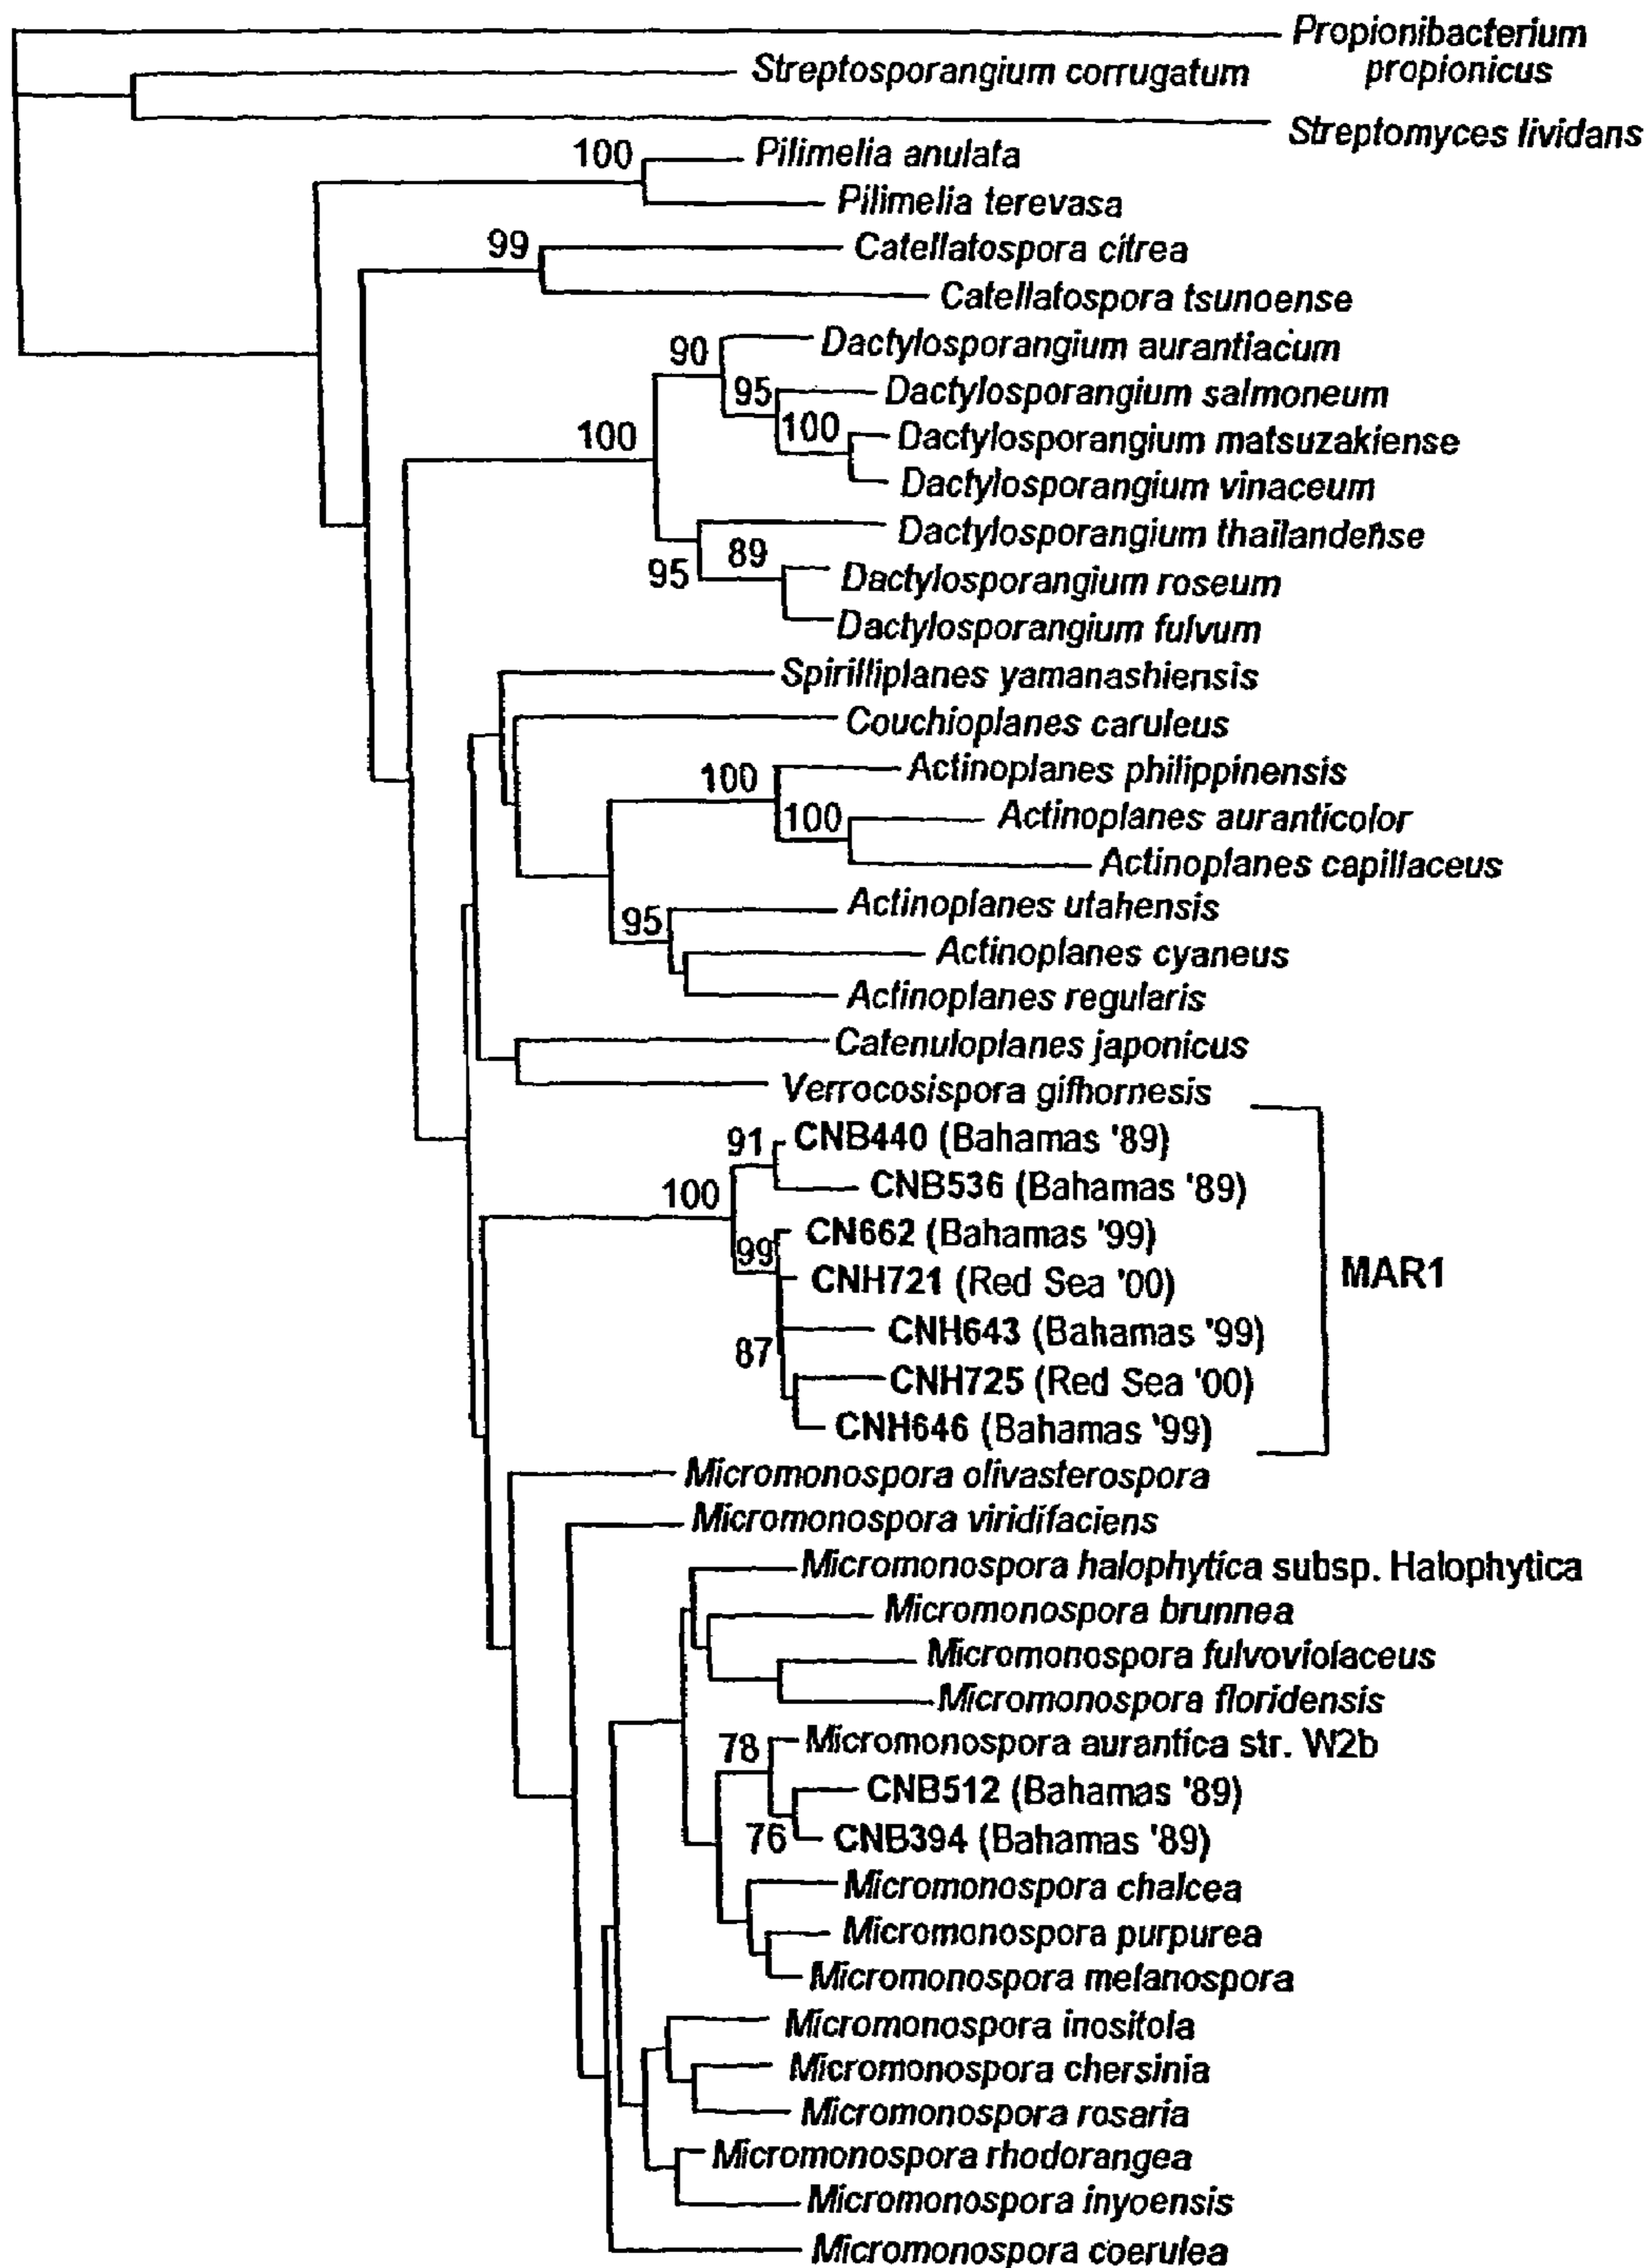 Propionibacterium
propionicus
Streptosporangium corrugatum
Streptomyces lividans
100
Pilimelia anulata
Pilimelia terevasa
99
Catellatospora citrea
Catellatospora tsunoense
90
Dactylosporangium aurantiacum
95
Dactylosporangium salmoneum
100
100
Dactylosporangium matsuzakiense
Dactylosporangium vinaceum
Dactylosporangium thailandense
95
89
Dactylosporangium roseum
Dactylosporangium fulvum
Spirilliplanes yamanashiensis
Couchioplanes caruleus
100
Actinoplanes philippinensis
100
Actinoplanes auranticolor
Actinoplanes capillaceus
Actinoplanes utahensis
95
Actinoplanes cyaneus
Actinoplanes regularis
Catenuloplanes japonicus
Verrocosispora gifhornesis
91
CNB440 (Bahamas '89)
100
CNB536 (Bahamas '89)
CN662 (Bahamas '99)
99
CNH721 (Red Sea '00)
MAR1
CNH643 (Bahamas '99)
87
CNH725 (Red Sea '00)
CNH646 (Bahamas '99)
Micromonospora olivasterospora
Micromonospora viridifaciens
Micromonospora halophytica subsp. Halophytica
Micromonospora brunnea
Micromonospora fulvoviolaceus
Micromonospora floridensis
78
Micromonospora aurantica str. W2b
CNB512 (Bahamas '89)
76
CNB394 (Bahamas '89)
Micromonospora chalcea
Micromonospora purpurea
Micromonospora melanospora
Micromonospora inositola
Micromonospora chersinia
Micromonospora rosaria
Micromonospora rhodorangea
Micromonospora inyoensis
Micromonospora coerulea